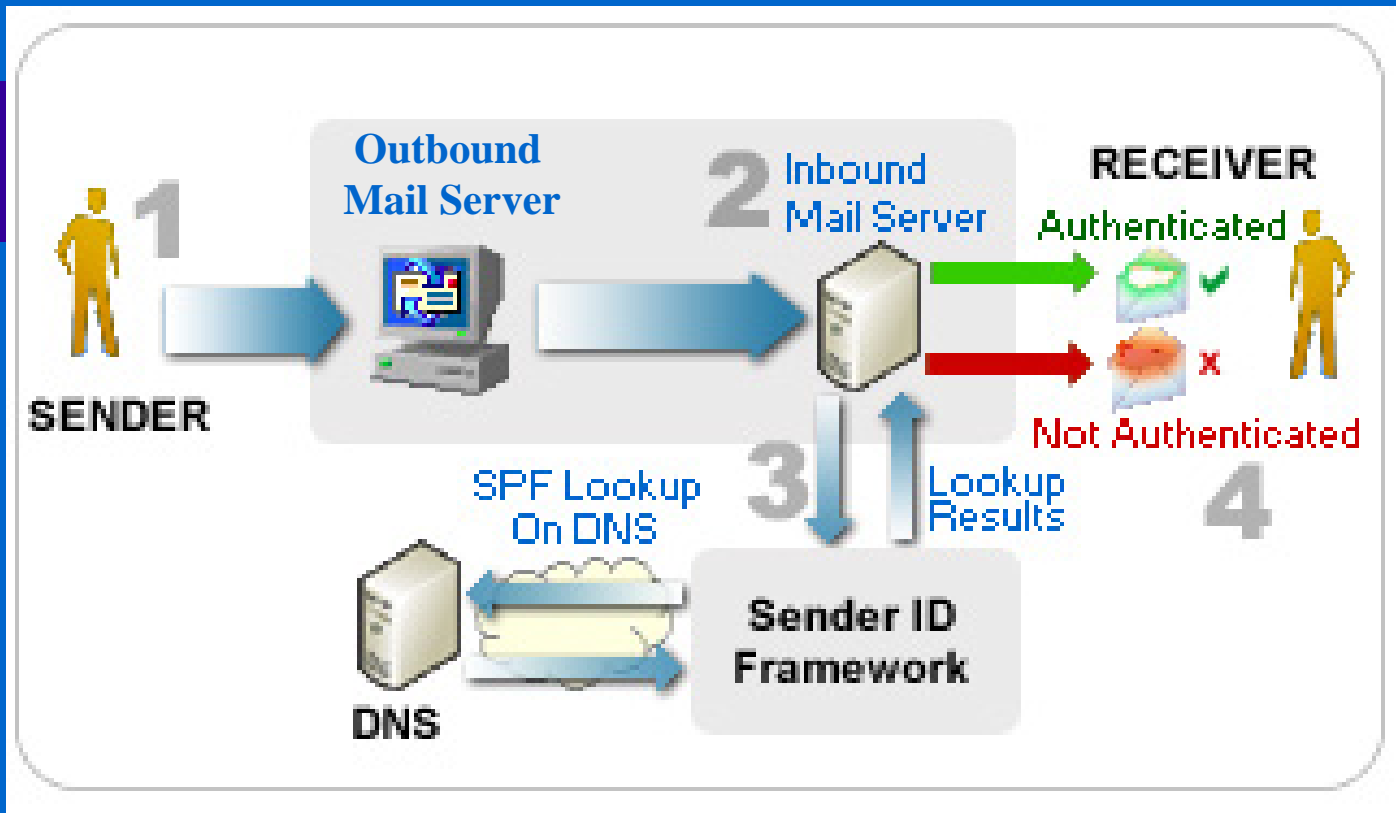 1
SENDER
Outbound
Mail Server
2
Inbound
Mail Server
RECEIVER
Authenticated
X
Not Authenticated
4
3
SPF Lookup
On DNS
Lookup
Results
DNS
Sender ID
Framework